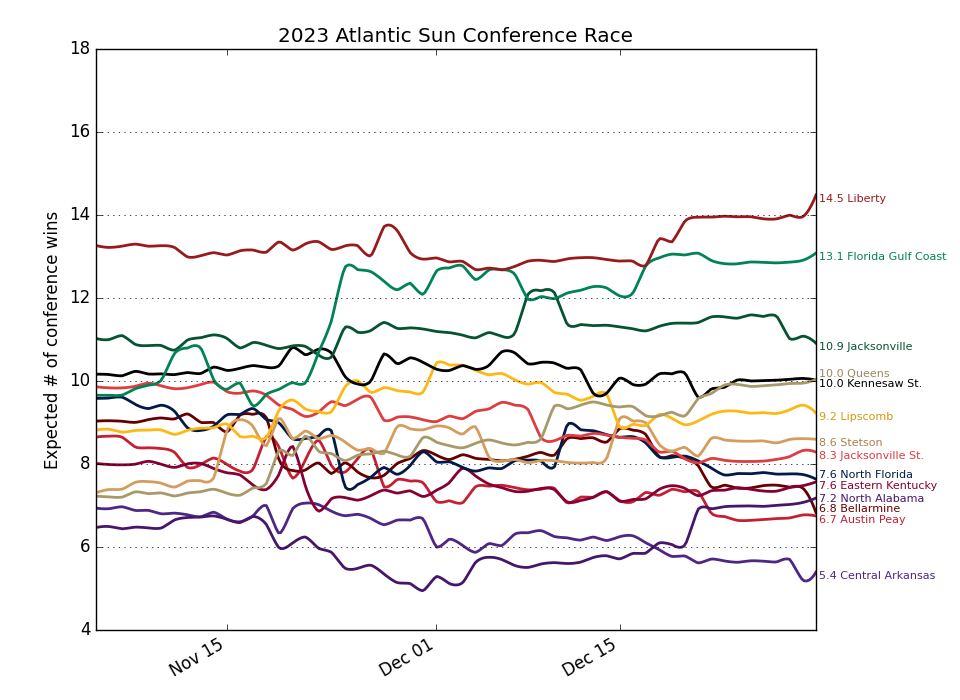 2023 Atlantic Sun Conference Race
Expected # of conference wins
18
16
14
12
10
8
6
4
Nov 15
Dec 01
Dec 15
14.5 Liberty
13.1 Florida Gulf Coast
10.9 Jacksonville
10.0 Queens
10.0 Kennesaw St.
9.2 Lipscomb
8.6 Stetson
8.3 Jacksonville St.
7.6 North Florida
7.6 Eastern Kentucky
7.2 North Alabama
6.8 Bellarmine
6.7 Austin Peay
5.4 Central Arkansas